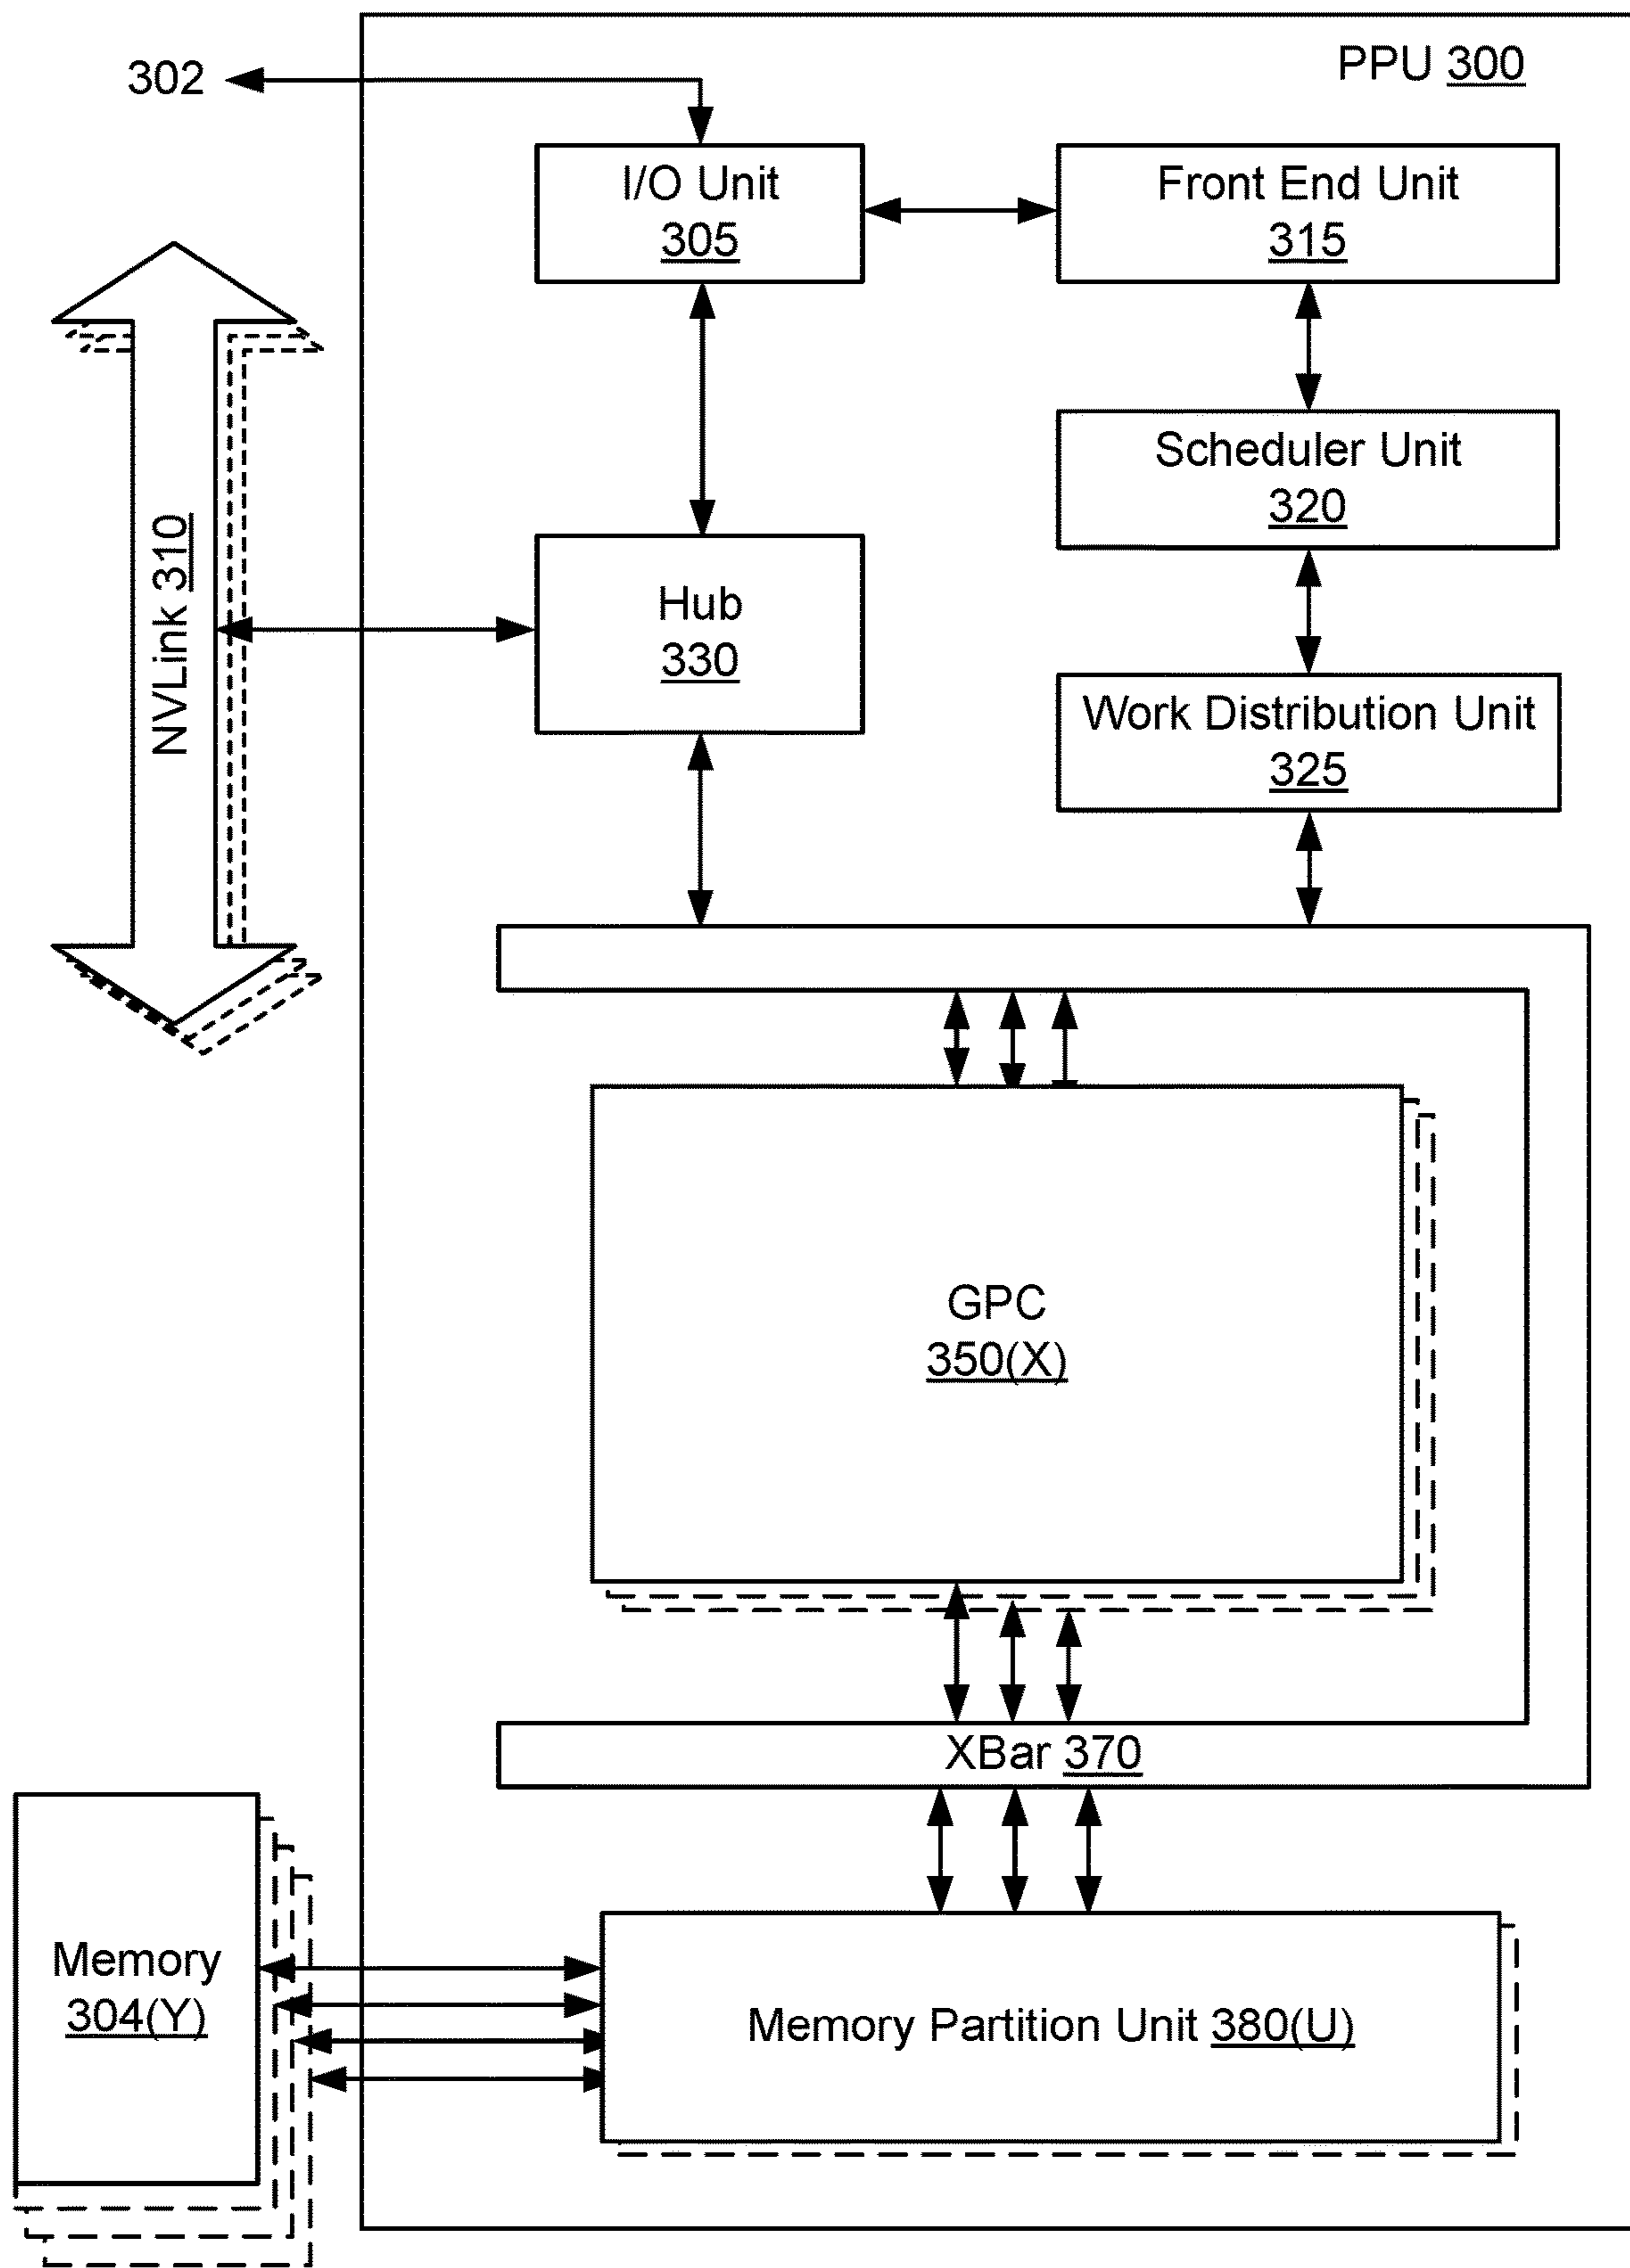 PPU 300
302
I/O Unit
305
Front End Unit
315
Scheduler Unit
320
NVLink 310
Hub
330
Work Distribution Unit
325
GPC
350(X)
XBar 370
Memory
304(Y)
Memory Partition Unit 380(U)